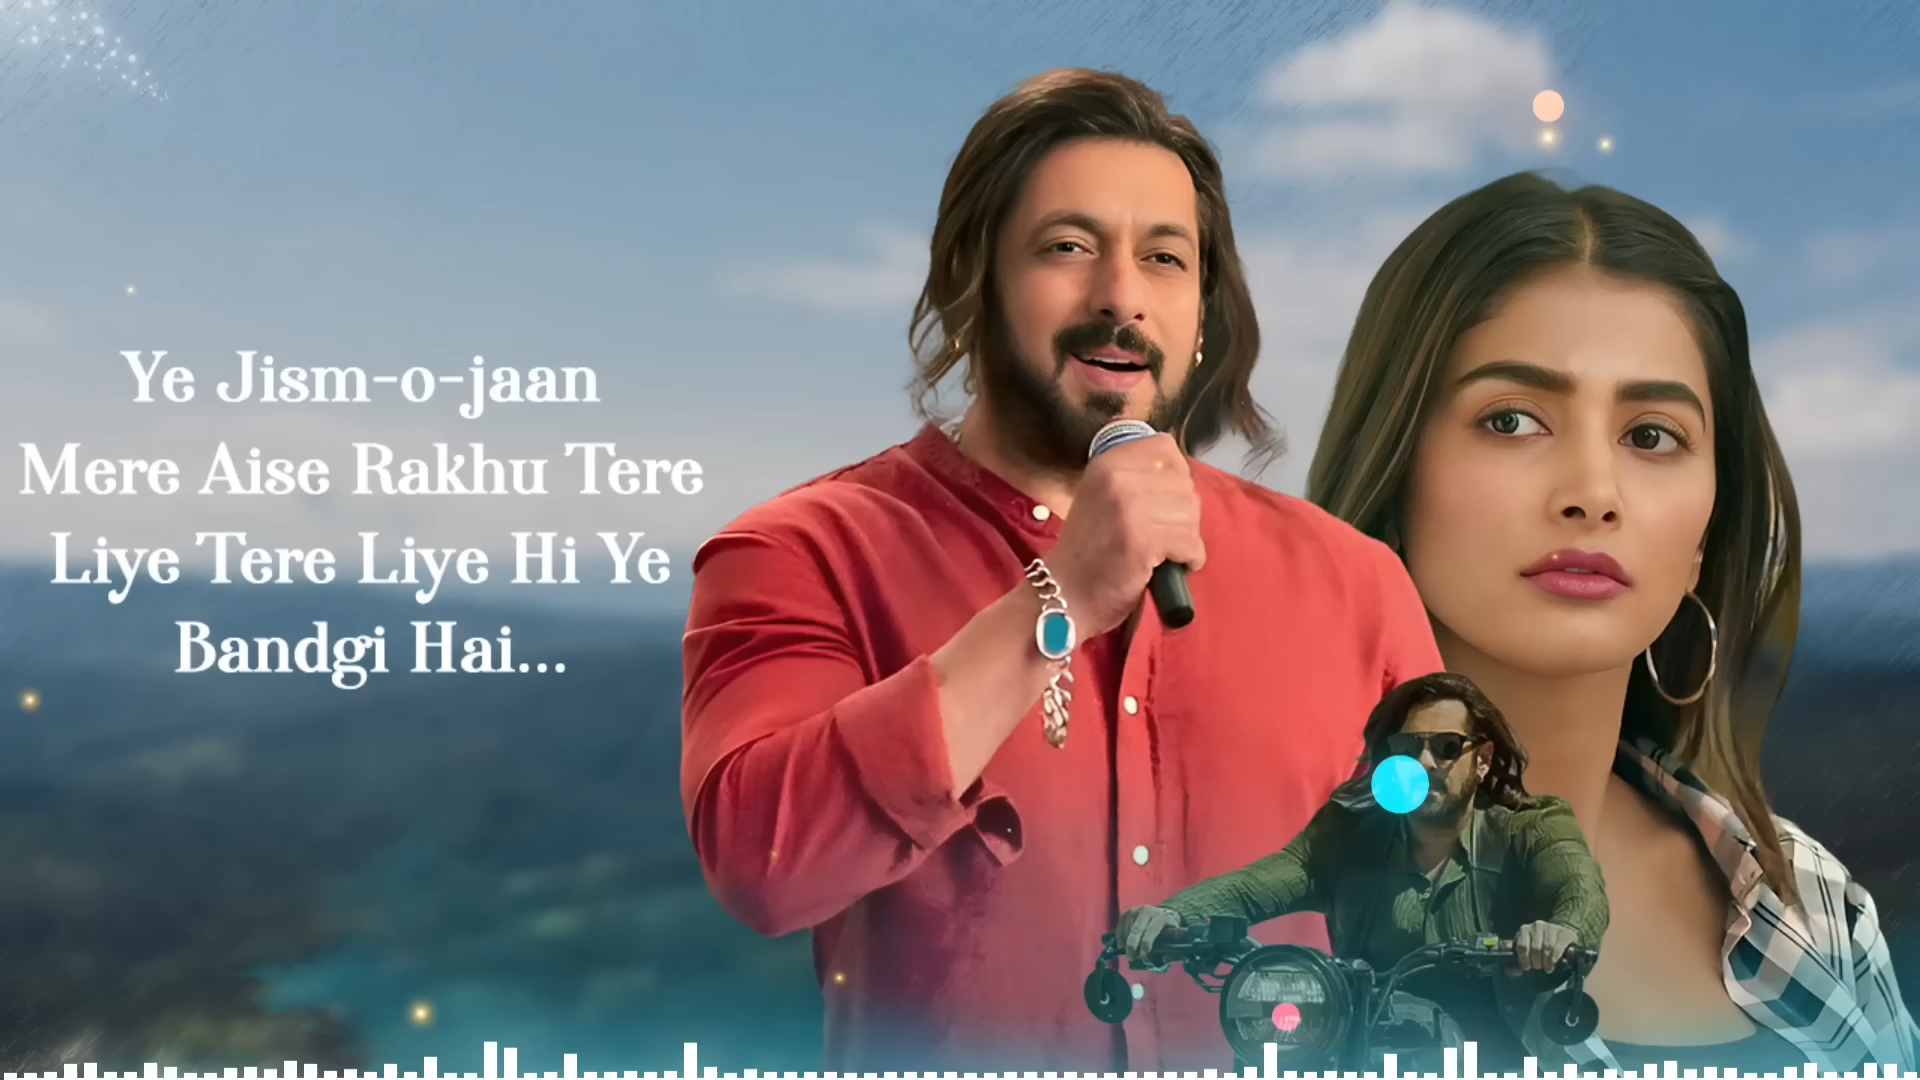 Ye Jism-o-jaan
Mere Aise Rakhu Tere
Liye Tere Liye Hi Ye
Bandgi Hai...